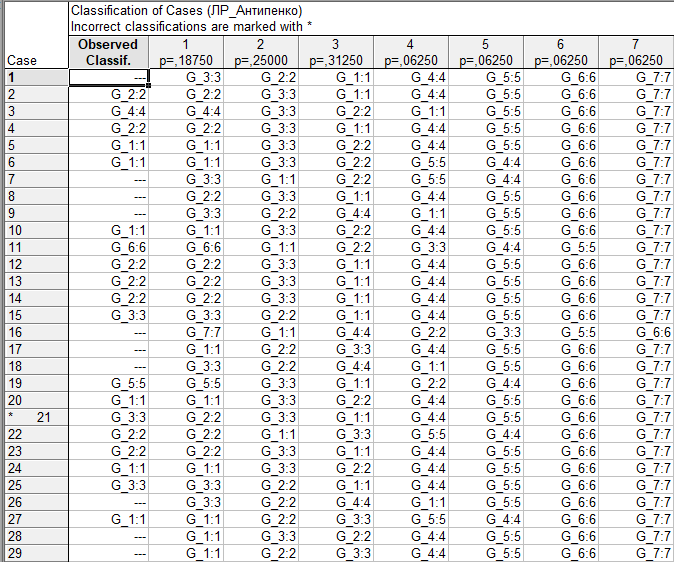 Classification of Cases (ЛР_Антипенко)
Incorrect classifications are marked with *
Case Observed Classif. 1 p=,18750 2 p=,25000 3 p=,31250 4 p=,06250 5 p=,06250 6 p=,06250 7 p=,06250
1 --- G_3:3 G_2:2 G_1:1 G_4:4 G_5:5 G_6:6 G_7:7
2 G_2:2 G_2:2 G_3:3 G_1:1 G_4:4 G_5:5 G_6:6 G_7:7
3 G_4:4 G_4:4 G_3:3 G_2:2 G_1:1 G_5:5 G_6:6 G_7:7
4 G_2:2 G_2:2 G_3:3 G_1:1 G_4:4 G_5:5 G_6:6 G_7:7
5 G_1:1 G_1:1 G_3:3 G_2:2 G_4:4 G_5:5 G_6:6 G_7:7
6 G_1:1 G_1:1 G_3:3 G_2:2 G_5:5 G_4:4 G_6:6 G_7:7
7 --- G_3:3 G_1:1 G_2:2 G_5:5 G_4:4 G_6:6 G_7:7
8 --- G_2:2 G_3:3 G_1:1 G_4:4 G_5:5 G_6:6 G_7:7
9 --- G_3:3 G_2:2 G_4:4 G_1:1 G_5:5 G_6:6 G_7:7
10 G_1:1 G_1:1 G_3:3 G_2:2 G_4:4 G_5:5 G_6:6 G_7:7
11 G_6:6 G_6:6 G_1:1 G_2:2 G_3:3 G_4:4 G_5:5 G_7:7
12 G_2:2 G_2:2 G_3:3 G_1:1 G_4:4 G_5:5 G_6:6 G_7:7
13 G_2:2 G_2:2 G_3:3 G_1:1 G_4:4 G_5:5 G_6:6 G_7:7
14 G_2:2 G_2:2 G_3:3 G_1:1 G_4:4 G_5:5 G_6:6 G_7:7
15 G_3:3 G_3:3 G_2:2 G_1:1 G_4:4 G_5:5 G_6:6 G_7:7
16 --- G_7:7 G_1:1 G_4:4 G_2:2 G_3:3 G_5:5 G_6:6
17 --- G_1:1 G_2:2 G_3:3 G_4:4 G_5:5 G_6:6 G_7:7
18 --- G_3:3 G_2:2 G_4:4 G_1:1 G_5:5 G_6:6 G_7:7
19 G_5:5 G_5:5 G_3:3 G_1:1 G_2:2 G_4:4 G_6:6 G_7:7
20 G_1:1 G_1:1 G_3:3 G_2:2 G_4:4 G_5:5 G_6:6 G_7:7
* 21 G_3:3 G_2:2 G_3:3 G_1:1 G_4:4 G_5:5 G_6:6 G_7:7
22 G_2:2 G_2:2 G_1:1 G_3:3 G_5:5 G_4:4 G_6:6 G_7:7
23 G_2:2 G_2:2 G_3:3 G_1:1 G_4:4 G_5:5 G_6:6 G_7:7
24 G_1:1 G_1:1 G_3:3 G_2:2 G_4:4 G_5:5 G_6:6 G_7:7
25 G_3:3 G_3:3 G_2:2 G_1:1 G_4:4 G_5:5 G_6:6 G_7:7
26 --- G_3:3 G_2:2 G_4:4 G_1:1 G_5:5 G_6:6 G_7:7
27 G_1:1 G_1:1 G_2:2 G_3:3 G_5:5 G_4:4 G_6:6 G_7:7
28 --- G_1:1 G_3:3 G_2:2 G_4:4 G_5:5 G_6:6 G_7:7
29 --- G_1:1 G_2:2 G_3:3 G_4:4 G_5:5 G_6:6 G_7:7